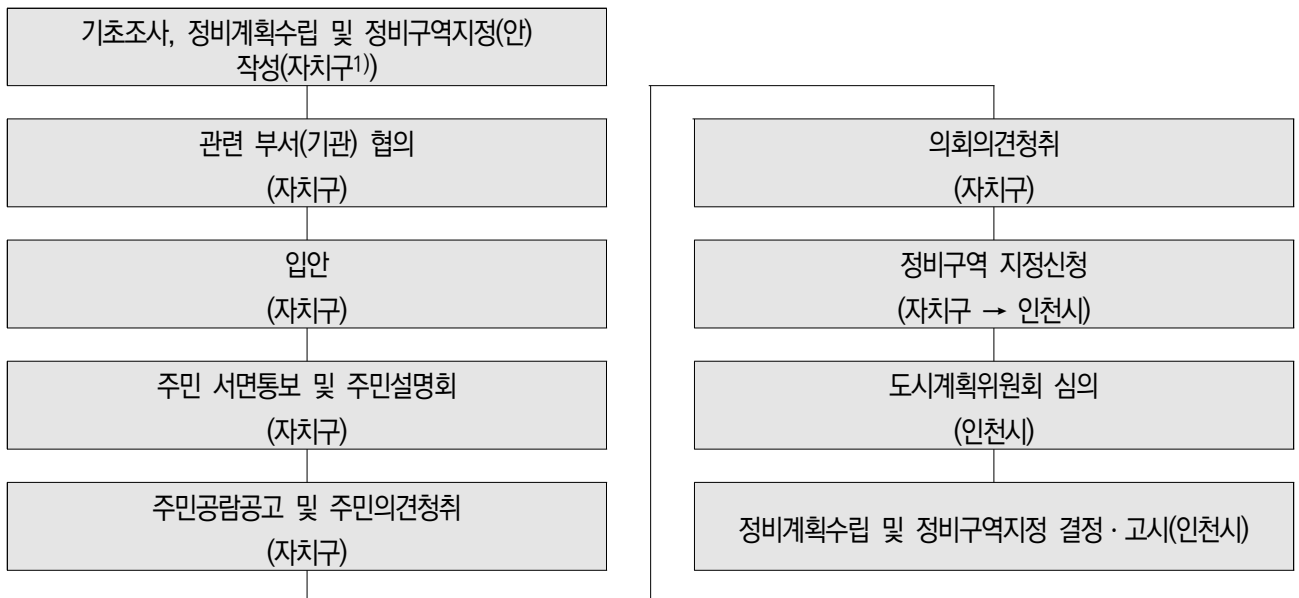 기초조사, 정비계획수립 및 정비구역지정(안)
작성(자치구1))
관련 부서(기관) 협의
(자치구)
입안
(자치구)
주민 서면통보 및 주민설명회
(자치구)
주민공람공고 및 주민의견청취
(자치구)
의회의견청취
(자치구)
정비구역 지정신청
(자치구 → 인천시)
도시계획위원회 심의
(인천시)
정비계획수립 및 정비구역지정 결정 · 고시(인천시)